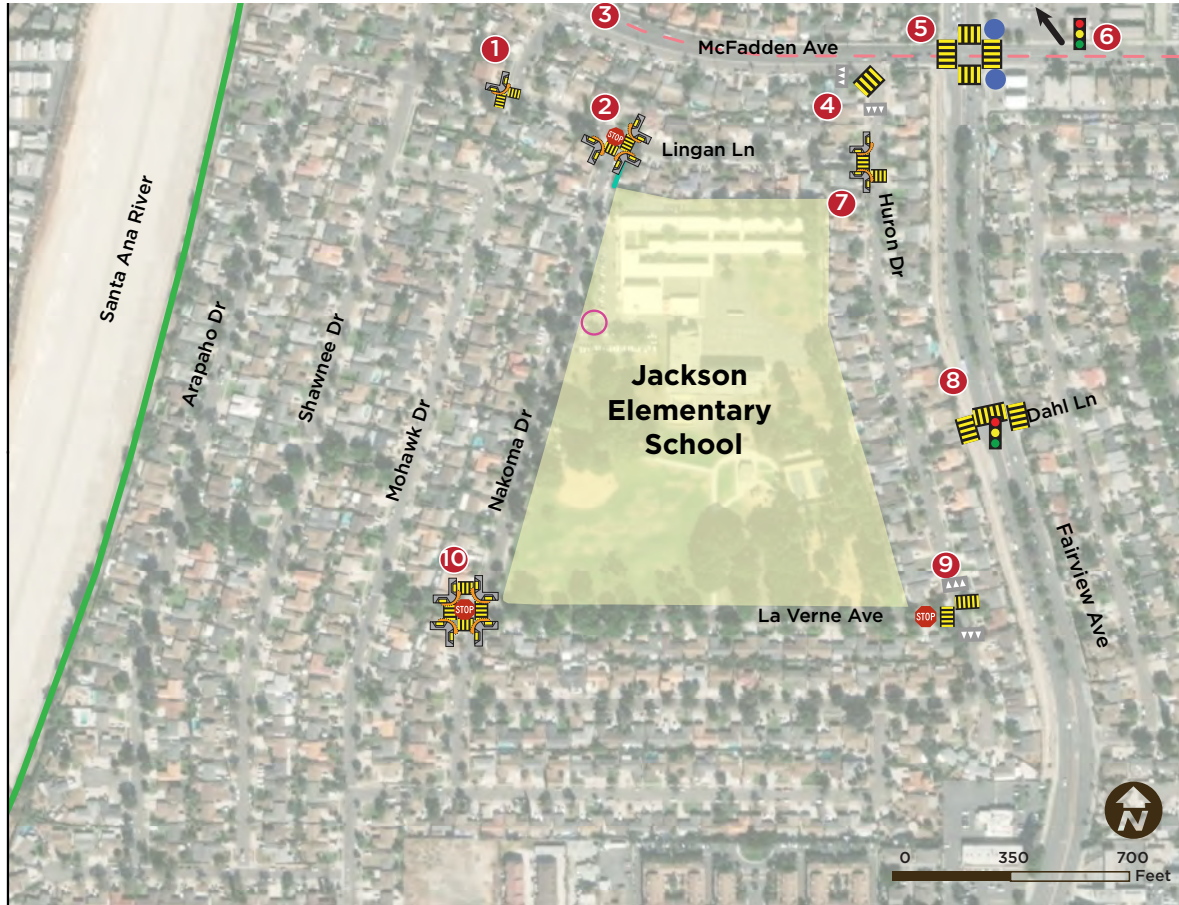 3
McFadden Ave
5
6
1
4
2
STOP
Lingan Ln
7
Huron Dr
Santa Ana River
Arapaho Dr
Shawnee Dr
Mohawk Dr
Nakoma Dr
Jackson
Elementary
School
8
Dahl Ln
Fairview Ave
10
STOP
9
La Verne Ave
STOP
N
0 350 700
Feet